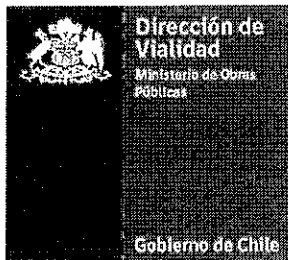 Dirección de
Vialidad
Ministerio de Obras
Públicas
Gobierno de Chile